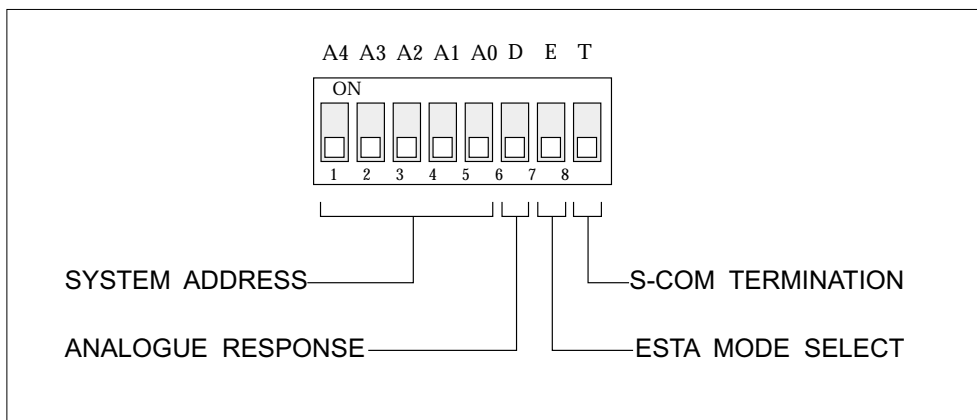 A4 A3 A2 A1 A0 D E T
ON
1 2 3 4 5 6 7 8
SYSTEM ADDRESS
S-COM TERMINATION
ANALOGUE RESPONSE
ESTA MODE SELECT